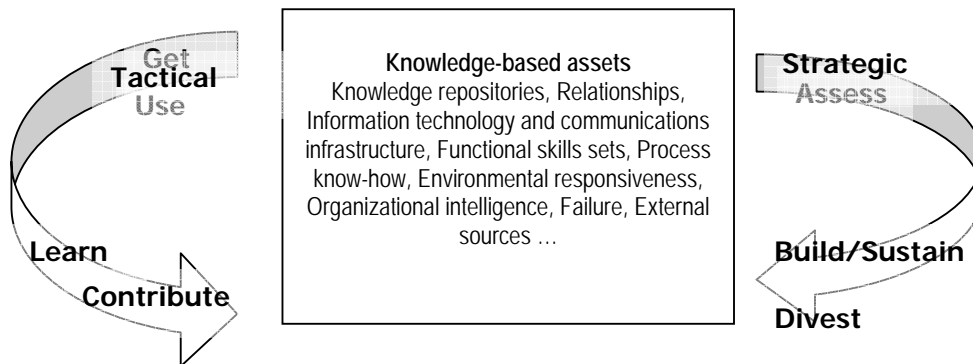 Get
Tactical
Use
Learn
Contribute
Knowledge-based assets
Knowledge repositories, Relationships,
Information technology and communications
infrastructure, Functional skills sets, Process
know-how, Environmental responsiveness,
Organizational intelligence, Failure, External
sources ...
Strategic
Assess
Build/Sustain
Divest